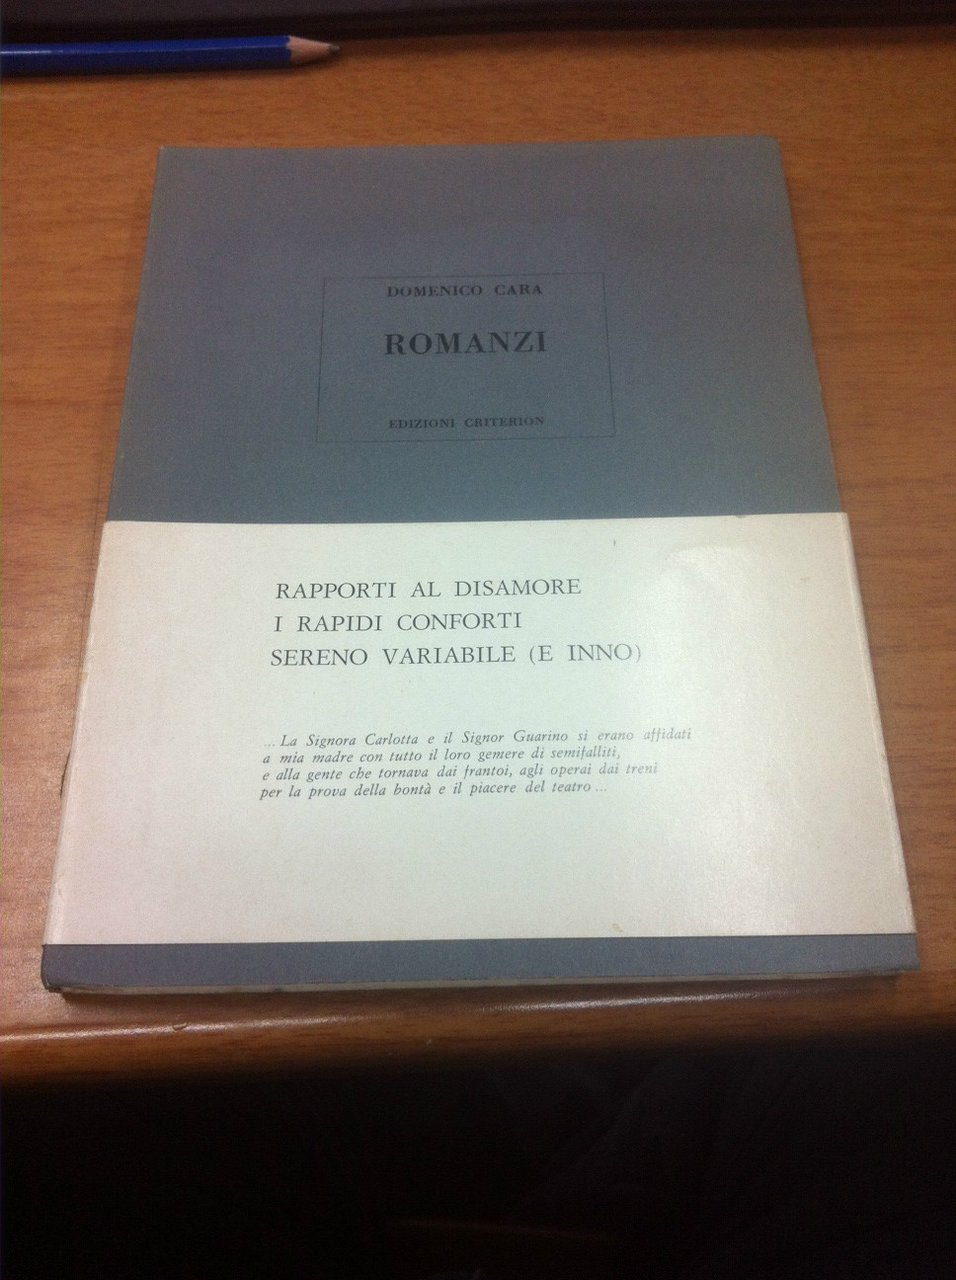 DOMENICO CARA
ROMANZI
EDIZIONI CRITERION
RAPPORTI AL DISAMORE
I RAPIDI CONFORTI
SERENO VARIABILE (E INNO)
... La Signora Carlotta e il Signor Guarino si erano affidati
a mia madre con tutto il loro gemere di semifalliti,
e alla gente che tornava dai frantoi, agli operai dai treni
per la prova della bontà e il piacere del teatro ...